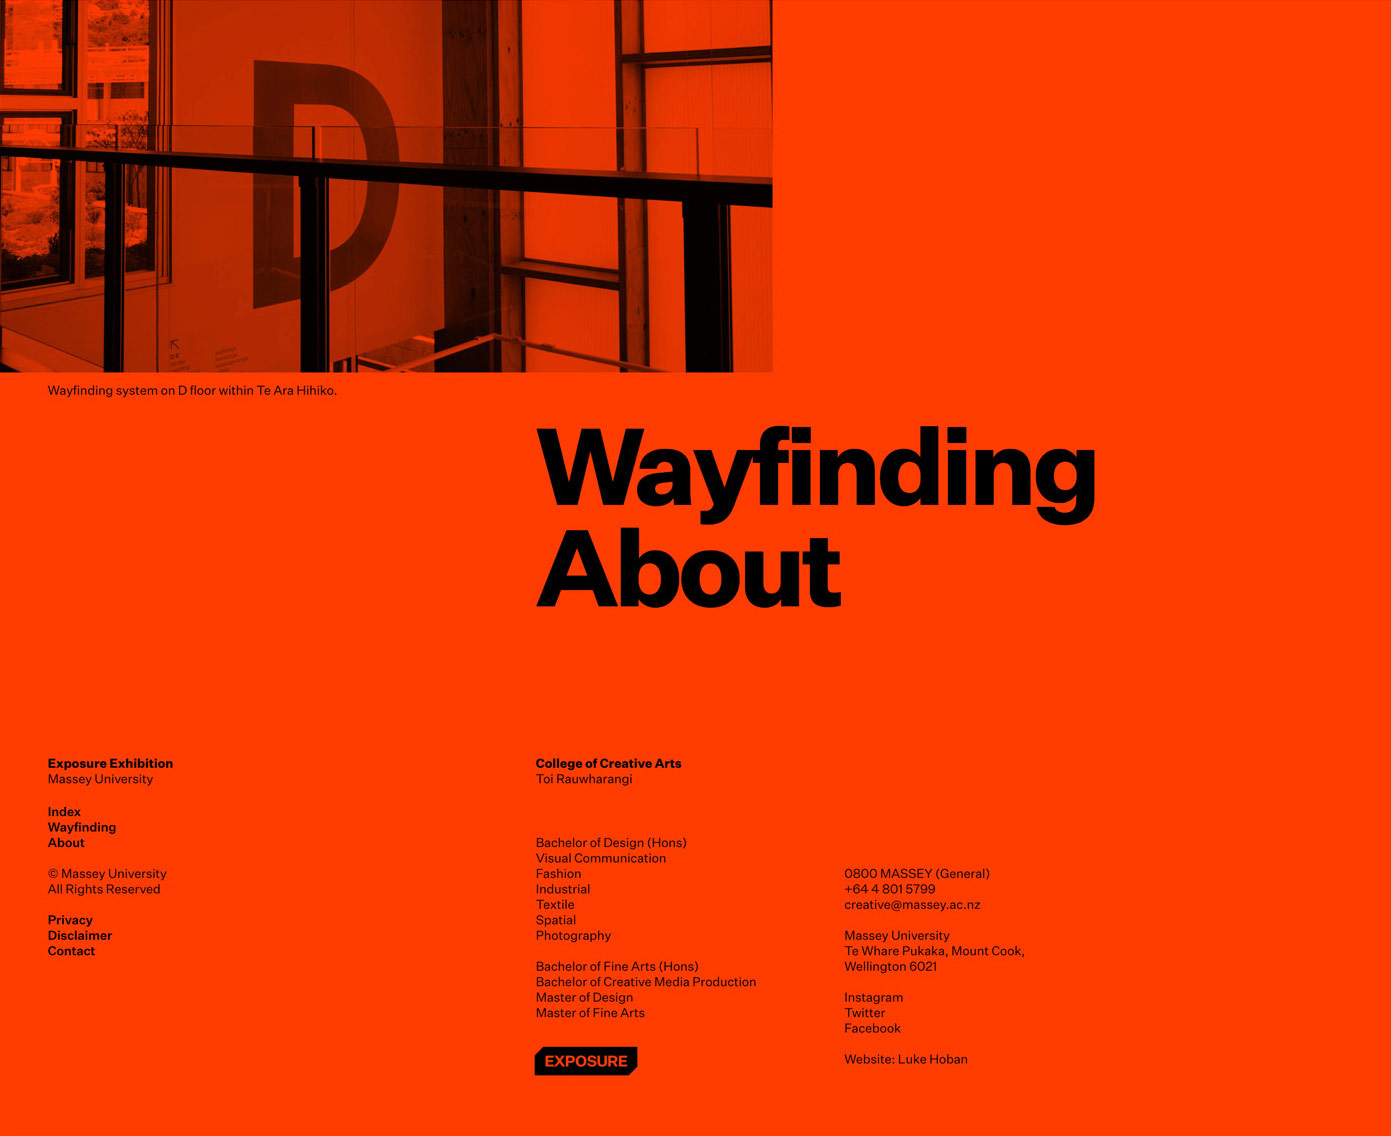 D
Wayfinding system on D floor within Te Ara Hihiko.
Wayfinding
About
Exposure Exhibition
Massey University
Index
Wayfinding
About
© Massey University
All Rights Reserved
Privacy
Disclaimer
Contact
College of Creative Arts
Toi Rauwharangi
Bachelor of Design (Hons)
Visual Communication
Fashion
Industrial
Textile
Spatial
Photography
Bachelor of Fine Arts (Hons)
Bachelor of Creative Media Production
Master of Design
Master of Fine Arts
EXPOSURE
0800 MASSEY (General)
+64 4 801 5799
creative@massey.ac.nz
Massey University
Te Whare Pukaka, Mount Cook,
Wellington 6021
Instagram
Twitter
Facebook
Website: Luke Hoban